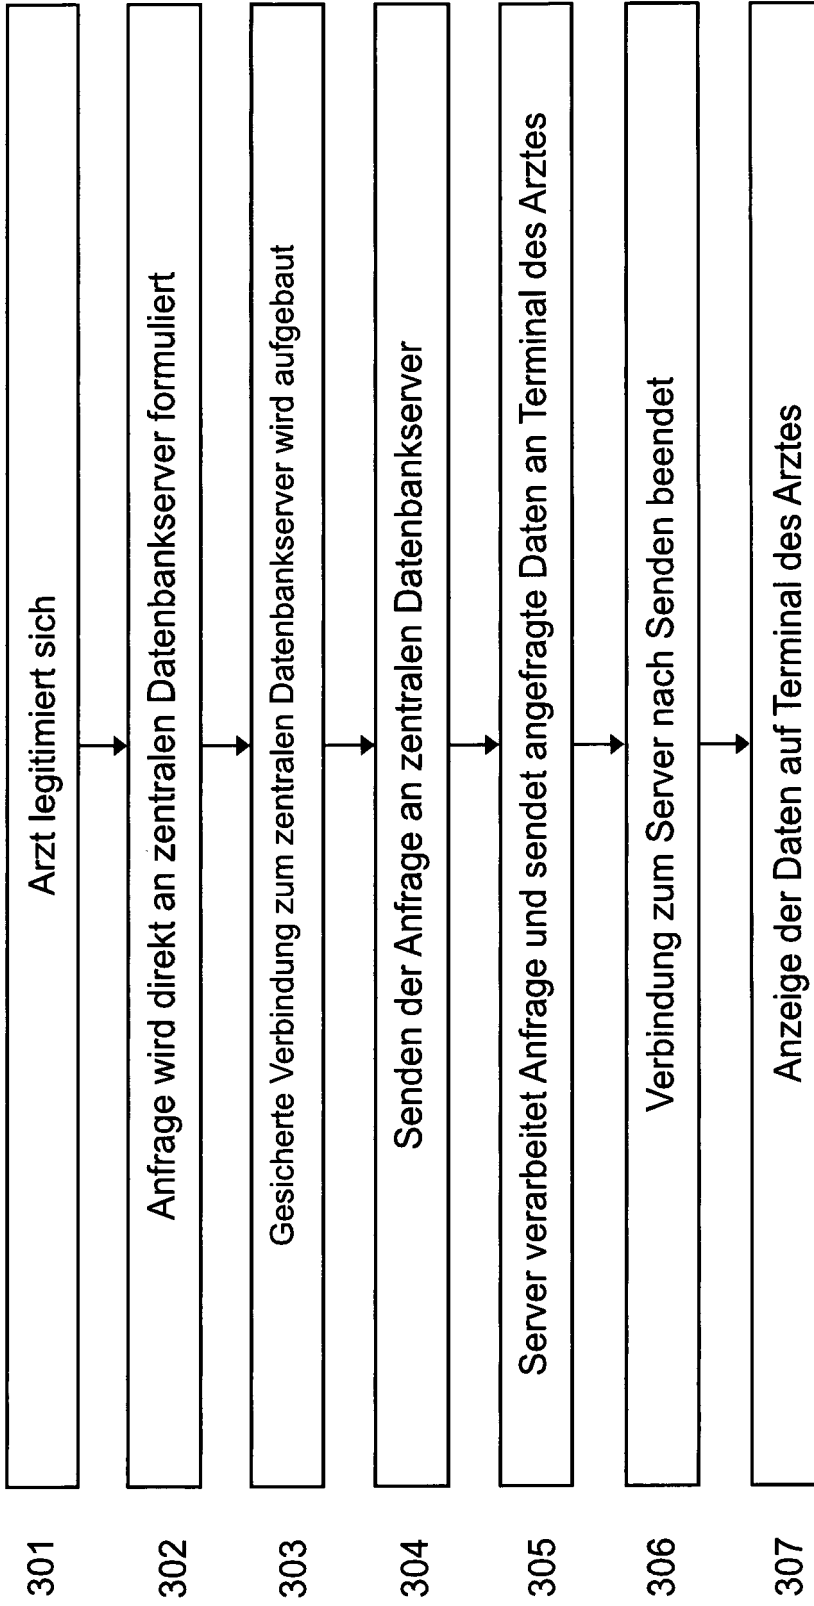 301 Arzt legitimiert sich
302 Anfrage wird direkt an zentralen Datenbankserver formuliert
303 Gesicherte Verbindung zum zentralen Datenbankserver wird aufgebaut
304 Senden der Anfrage an zentralen Datenbankserver
305 Server verarbeitet Anfrage und sendet angefragte Daten an Terminal des Arztes
306 Verbindung zum Server nach Senden beendet
307 Anzeige der Daten auf Terminal des Arztes